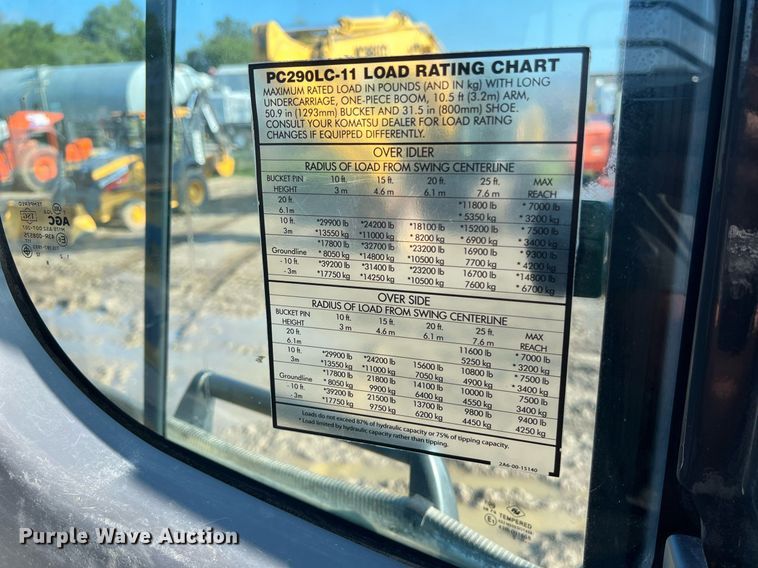 PC290LC-11 LOAD RATING CHART
MAXIMUM RATED LOAD IN POUNDS (AND IN kg) WITH LONG
UNDERCARRIAGE, ONE-PIECE BOOM, 10.5 ft (3.2m) ARM,
50.9 in (1293mm) BUCKET AND 31.5 in (800mm) SHOE.
CONSULT YOUR KOMATSU DEALER FOR LOAD RATING
CHANGES IF EQUIPPED DIFFERENTLY.
OVER IDLER
RADIUS OF LOAD FROM SWING CENTERLINE
BUCKET PIN 10 ft. 15 ft. 20 ft. 25 ft. MAX
HEIGHT 3 m 4.6 m 6.1 m 7.6 m REACH
20 ft. *11800 lb * 7000 lb
6.1m * 5350 kg * 3200 kg
10 ft. *29900 lb *24200 lb *18100 lb *15200 lb * 7500 lb
3m *13550 kg *11000 kg * 8200 kg * 6900 kg * 3400 kg
Groundline *17800 lb *32700 lb *23200 lb 16900 lb * 9300 lb
* 8050 kg *14800 kg *10500 kg 7700 kg * 4200 kg
- 10 ft. *39200 lb *31400 lb *23200 lb 16700 lb *14800 lb
- 3m *17750 kg *14250 kg *10500 kg 7600 kg * 6700 kg
OVER SIDE
RADIUS OF LOAD FROM SWING CENTERLINE
BUCKET PIN 10 ft. 15 ft. 20 ft. 25 ft. MAX
HEIGHT 3 m 4.6 m 6.1 m 7.6 m REACH
20 ft. 11600 lb * 7000 lb
6.1m 5250 kg * 3200 kg
10 ft. *29900 lb *24200 lb 15600 lb 10800 lb * 7500 lb
3m *13550 kg *11000 kg 7050 kg 4900 kg * 3400 kg
Groundline *17800 lb 21800 lb 14100 lb 10000 lb 7500 lb
* 8050 kg 9900 kg 6400 kg 4550 kg 3400 kg
- 10 ft. *39200 lb 21500 lb 13700 lb 9800 lb 9400 lb
- 3m *17750 kg 9750 kg 6200 kg 4450 kg 4250 kg
Loads do not exceed 87% of hydraulic capacity or 75% of tipping capacity.
* Load limited by hydraulic capacity rather than tipping.
2A6-00-15140
AGC
TEMPERED
Purple Wave Auction